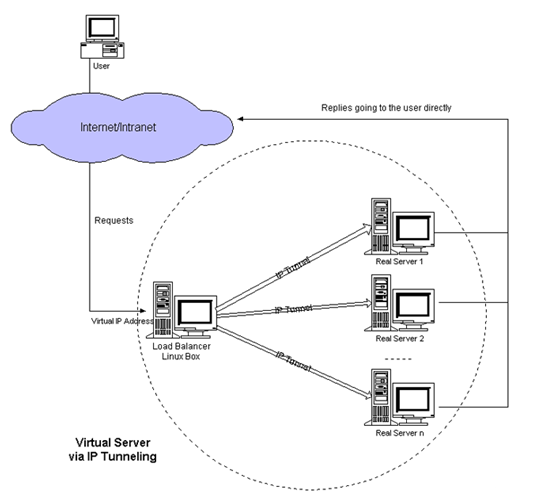 User
Replies going to the user directly
Internet/Intranet
Requests
IP Tunnel
Real Server 1
Virtual IP Address
IP Tunnel
Load Balancer
Linux Box
Real Server 2
IP Tunnel
Real Server n
Virtual Server
via IP Tunneling